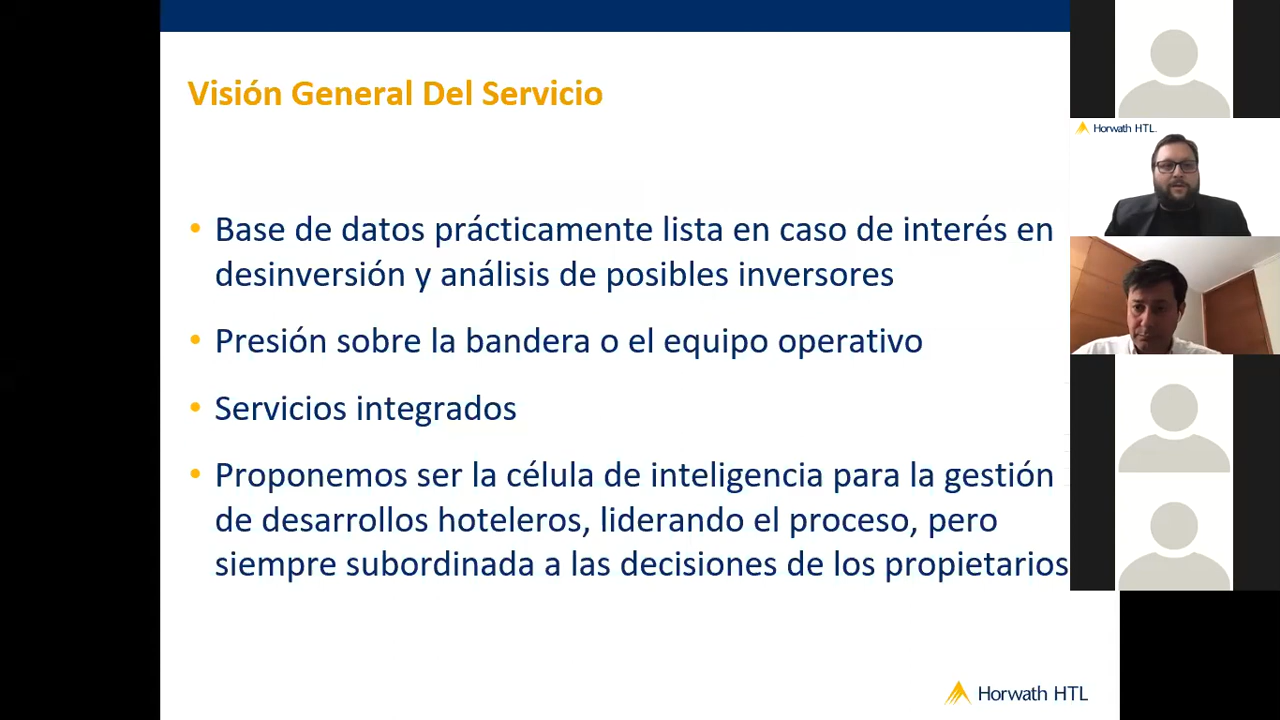 Visión General Del Servicio
• Base de datos prácticamente lista en caso de interés en
desinversión y análisis de posibles inversores
• Presión sobre la bandera o el equipo operativo
• Servicios integrados
• Proponemos ser la célula de inteligencia para la gestión
de desarrollos hoteleros, liderando el proceso, pero
siempre subordinada a las decisiones de los propietarios
Horwath HTL.
Horwath HTL